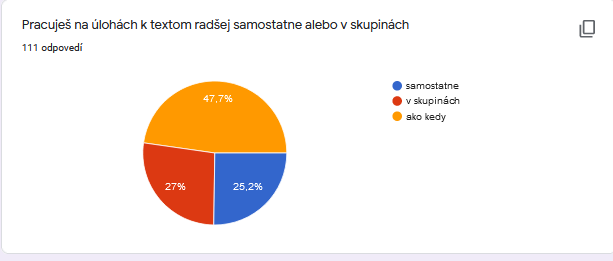 Pracuješ na úlohách k textom radšej samostatne alebo v skupinách
111 odpovedí
47,7%
27%
25,2%
samostatne
v skupinách
ako kedy